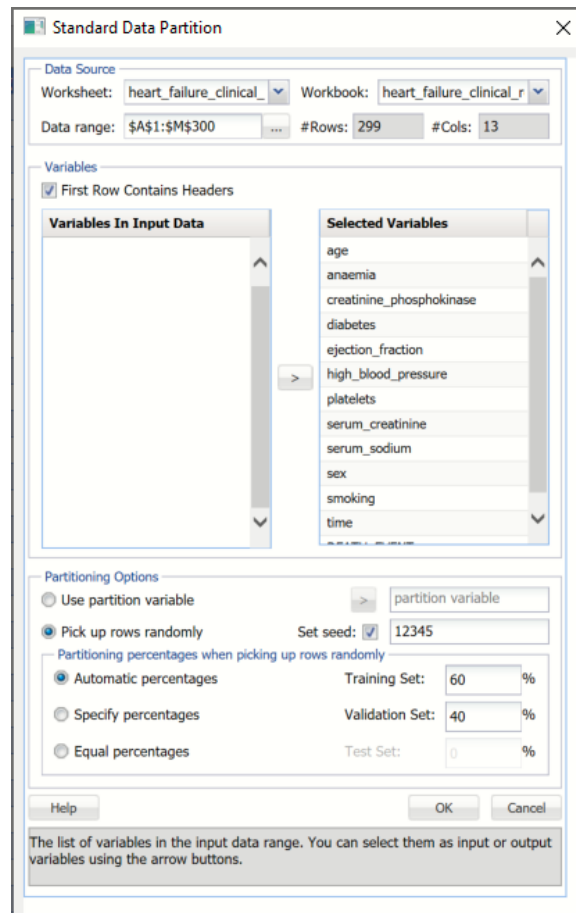 Standard Data Partition
Data Source
Worksheet: heart_failure_clinical_ Workbook: heart_failure_clinical_r
Data range: $A$1:$M$300 ... #Rows: 299 #Cols: 13
Variables
First Row Contains Headers
Variables In Input Data Selected Variables
age
anaemia
creatinine_phosphokinase
diabetes
ejection_fraction
>
high_blood_pressure
platelets
serum_creatinine
serum_sodium
sex
smoking
time
Partitioning Options
Use partition variable > partition variable
Pick up rows randomly Set seed: 12345
Partitioning percentages when picking up rows randomly
Automatic percentages Training Set: 60 %
Specify percentages Validation Set: 40 %
Equal percentages Test Set: 0 %
Help OK Cancel
The list of variables in the input data range. You can select them as input or output
variables using the arrow buttons.